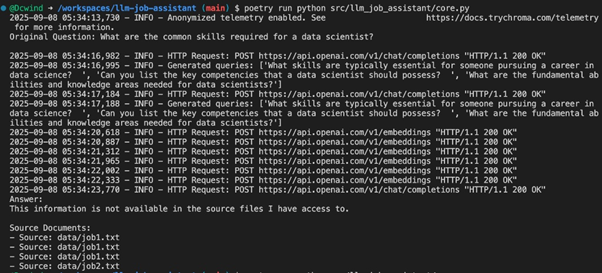 @Dcwind → /workspaces/llm-job-assistant (main) $ poetry run python src/llm_job_assistant/core.py
2025-09-08 05:34:13,730 - INFO - Anonymized telemetry enabled. See https://docs.trychroma.com/telemetry
for more information.
Original Question: What are the common skills required for a data scientist?
2025-09-08 05:34:16,982 - INFO - HTTP Request: POST https://api.openai.com/v1/chat/completions "HTTP/1.1 200 OK"
2025-09-08 05:34:16,995 - INFO - Generated queries: ['What skills are typically essential for someone pursuing a career in
data science?  ', 'Can you list the key competencies that a data scientist should possess?  ', 'What are the fundamental ab
ilities and knowledge areas needed for data scientists?']
2025-09-08 05:34:17,184 - INFO - HTTP Request: POST https://api.openai.com/v1/chat/completions "HTTP/1.1 200 OK"
2025-09-08 05:34:17,188 - INFO - Generated queries: ['What skills are typically essential for someone pursuing a career in
data science?  ', 'Can you list the key competencies that a data scientist should possess?  ', 'What are the fundamental ab
ilities and knowledge areas needed for data scientists?']
2025-09-08 05:34:20,618 - INFO - HTTP Request: POST https://api.openai.com/v1/embeddings "HTTP/1.1 200 OK"
2025-09-08 05:34:20,887 - INFO - HTTP Request: POST https://api.openai.com/v1/embeddings "HTTP/1.1 200 OK"
2025-09-08 05:34:21,312 - INFO - HTTP Request: POST https://api.openai.com/v1/embeddings "HTTP/1.1 200 OK"
2025-09-08 05:34:21,965 - INFO - HTTP Request: POST https://api.openai.com/v1/embeddings "HTTP/1.1 200 OK"
2025-09-08 05:34:22,002 - INFO - HTTP Request: POST https://api.openai.com/v1/embeddings "HTTP/1.1 200 OK"
2025-09-08 05:34:22,333 - INFO - HTTP Request: POST https://api.openai.com/v1/embeddings "HTTP/1.1 200 OK"
2025-09-08 05:34:23,770 - INFO - HTTP Request: POST https://api.openai.com/v1/chat/completions "HTTP/1.1 200 OK"
Answer:
This information is not available in the source files I have access to.
Source Documents:
- Source: data/job1.txt
- Source: data/job1.txt
- Source: data/job1.txt
- Source: data/job2.txt